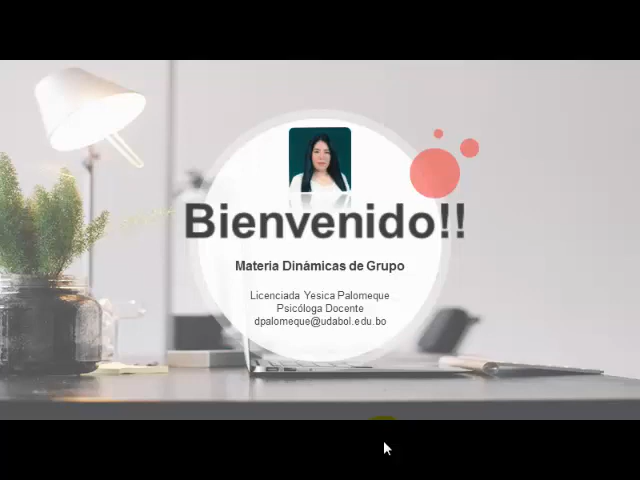 Bienvenido!!
Materia Dinámicas de Grupo
Licenciada Yesica Palomeque
Psicóloga Docente
dpalomeque@udabol.edu.bo